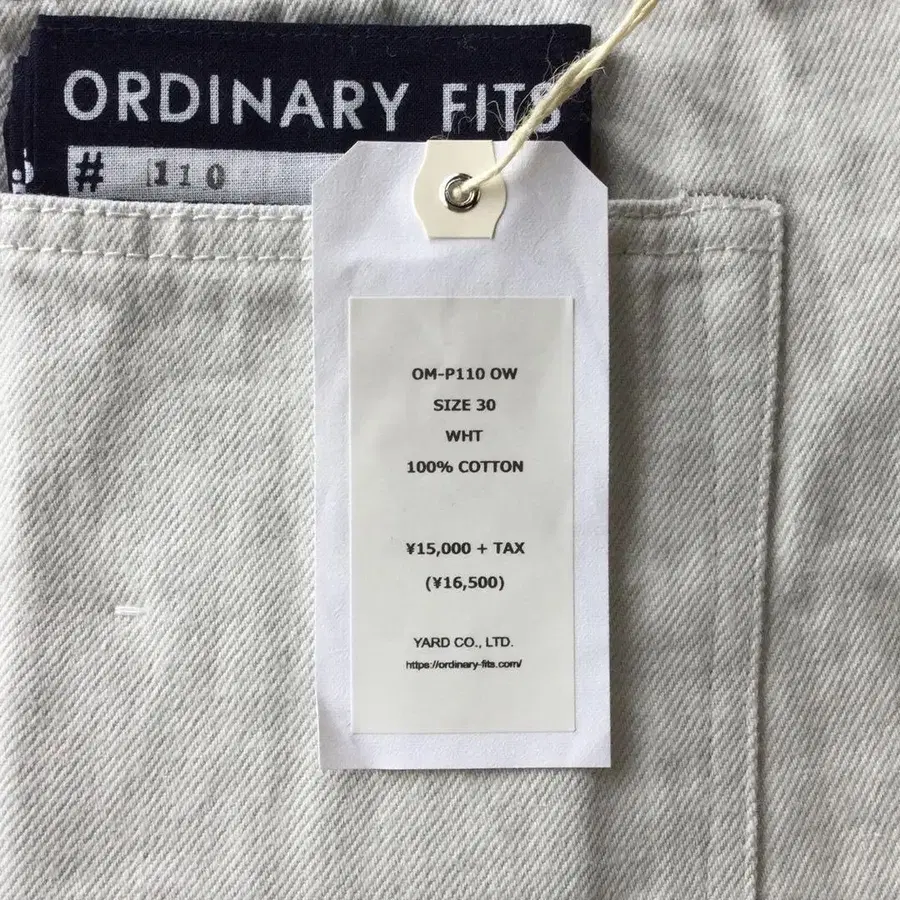 ORDINARY FITS
# 110
OM-P110 OW
SIZE 30
WHT
100% COTTON
¥15,000 + TAX
(¥16,500)
YARD CO., LTD.
https://ordinary-fits.com/